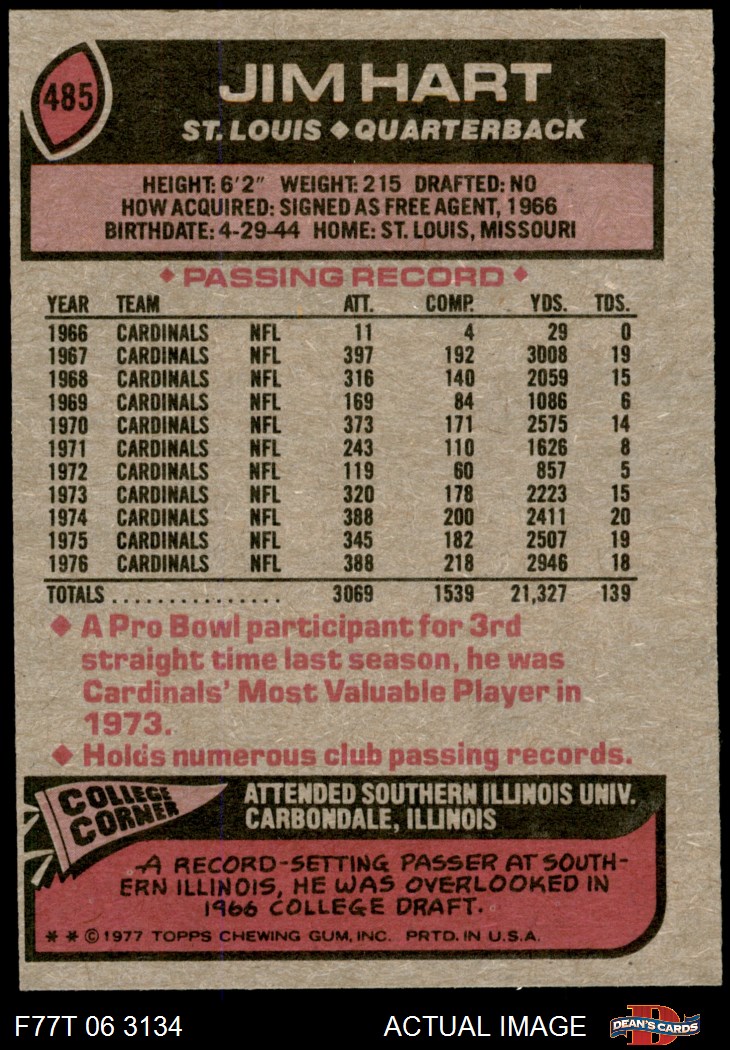 485
JIM HART
ST. LOUIS ◆ QUARTERBACK
HEIGHT: 6'2" WEIGHT: 215 DRAFTED: NO
HOW ACQUIRED: SIGNED AS FREE AGENT, 1966
BIRTHDATE: 4-29-44 HOME: ST. LOUIS, MISSOURI
◆ PASSING RECORD ◆
YEAR TEAM ATT. COMP. YDS. TDS.
1966 CARDINALS NFL 11 4 29 0
1967 CARDINALS NFL 397 192 3008 19
1968 CARDINALS NFL 316 140 2059 15
1969 CARDINALS NFL 169 84 1086 6
1970 CARDINALS NFL 373 171 2575 14
1971 CARDINALS NFL 243 110 1626 8
1972 CARDINALS NFL 119 60 857 5
1973 CARDINALS NFL 320 178 2223 15
1974 CARDINALS NFL 388 200 2411 20
1975 CARDINALS NFL 345 182 2507 19
1976 CARDINALS NFL 388 218 2946 18
TOTALS ................ 3069 1539 21,327 139
◆ A Pro Bowl participant for 3rd
straight time last season, he was
Cardinals' Most Valuable Player in
1973.
◆ Holds numerous club passing records.
COLLEGE
CORNER
ATTENDED SOUTHERN ILLINOIS UNIV.
CARBONDALE, ILLINOIS
A RECORD-SETTING PASSER AT SOUTH-
ERN ILLINOIS, HE WAS OVERLOOKED IN
1966 COLLEGE DRAFT.
* * © 1977 TOPPS CHEWING GUM, INC. PRTD. IN U.S.A.
F77T 06 3134 ACTUAL IMAGE
D
DEAN'S CARDS